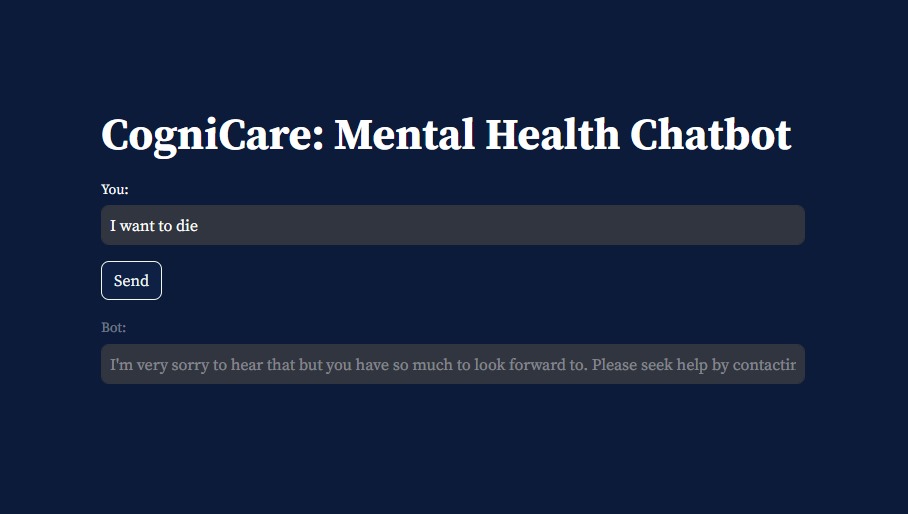 CogniCare: Mental Health Chatbot
You:
I want to die
Send
Bot:
I'm very sorry to hear that but you have so much to look forward to. Please seek help by contactin